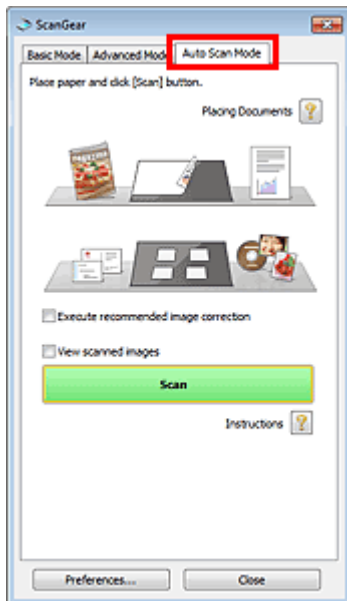 ScanGear
Basic Mode Advanced Mode Auto Scan Mode
Place paper and click [Scan] button.
Placing Documents
Execute recommended image correction
View scanned images
Scan
Instructions
Preferences... Close